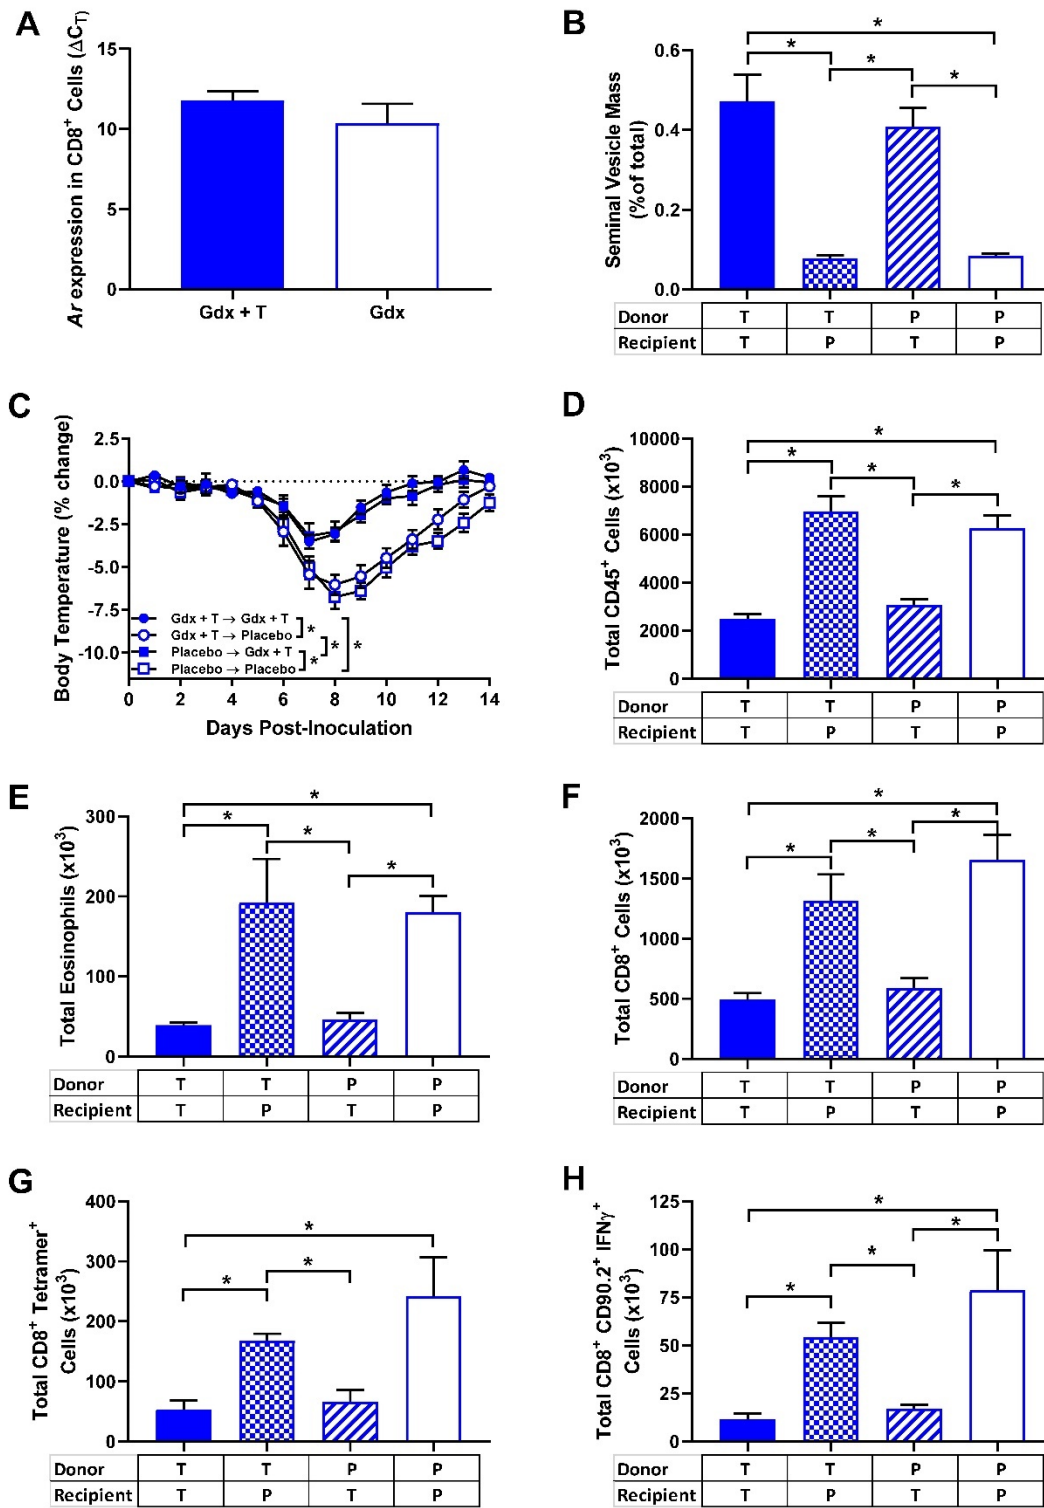 A
Ar expression in CD8⁺ Cells (ΔC_T)
15
10
5
0
Gdx + T
Gdx
B
Seminal Vesicle Mass
(% of total)
0.6
0.4
0.2
0.0
*
*
*
*
Donor T T P P
Recipient T P T P
C
Body Temperature (% change)
2.5
0.0
-2.5
-5.0
-7.5
-10.0
Gdx + T → Gdx + T
Gdx + T → Placebo
Placebo → Gdx + T
Placebo → Placebo
*
*
*
*
0 2 4 6 8 10 12 14
Days Post-Inoculation
D
Total CD45⁺ Cells (x10³)
10000
8000
6000
4000
2000
0
*
*
*
*
Donor T T P P
Recipient T P T P
E
Total Eosinophils (x10³)
300
200
100
0
*
*
*
*
Donor T T P P
Recipient T P T P
F
Total CD8⁺ Cells (x10³)
2000
1500
1000
500
0
*
*
*
*
Donor T T P P
Recipient T P T P
G
Total CD8⁺ Tetramer⁺
Cells (x10³)
400
300
200
100
0
*
*
*
Donor T T P P
Recipient T P T P
H
Total CD8⁺ CD90.2⁺ IFNγ⁺
Cells (x10³)
125
100
75
50
25
0
*
*
*
*
Donor T T P P
Recipient T P T P